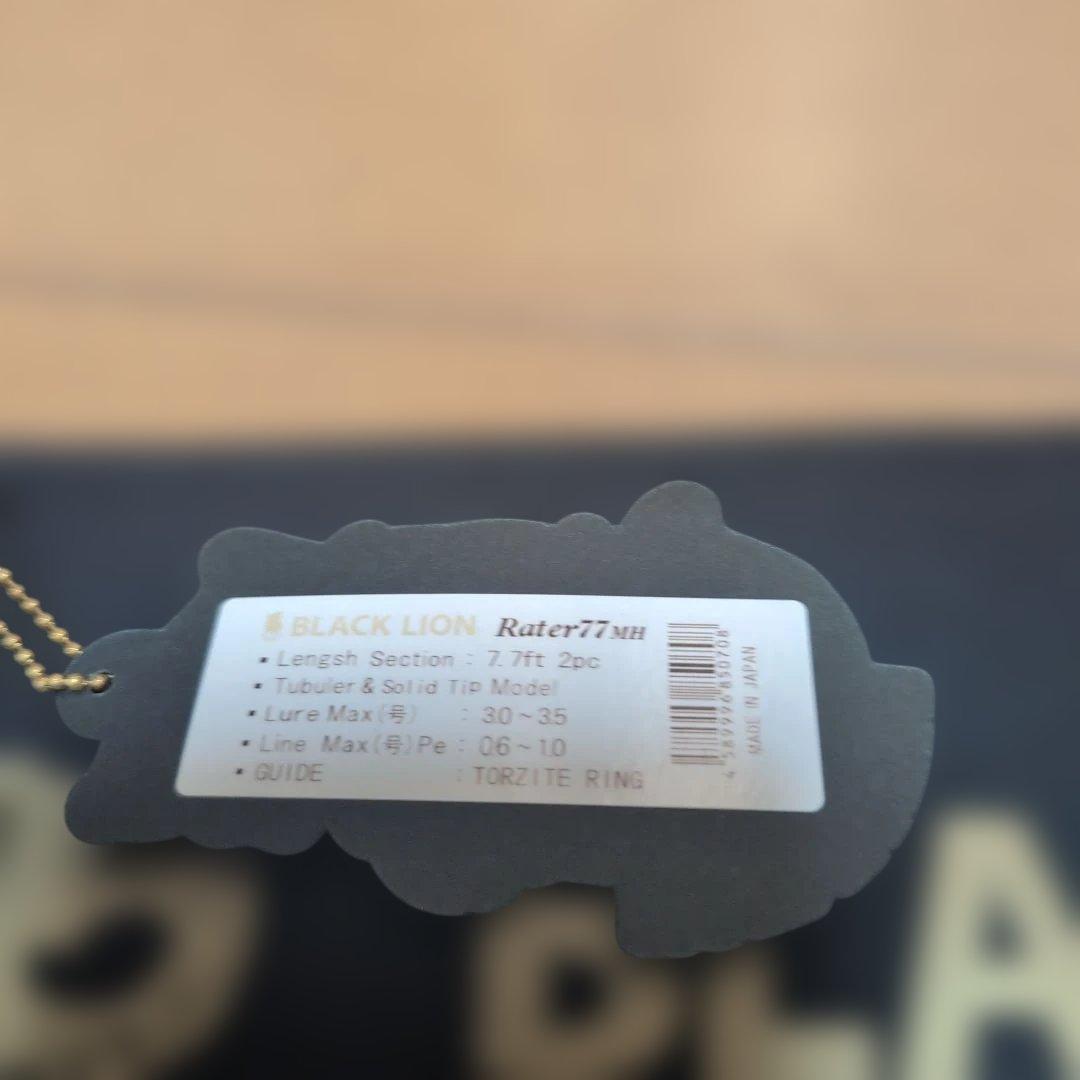 BLACK LION Rater77MH
▪ Lengsh Section : 7.7ft 2pc
▪ Tubuler & Solid Tip Model
▪ Lure Max(号) : 3.0~3.5
▪ Line Max(号)Pe : 0.6~1.0
▪ GUIDE : TORZITE RING
4589996850708
MADE IN JAPAN